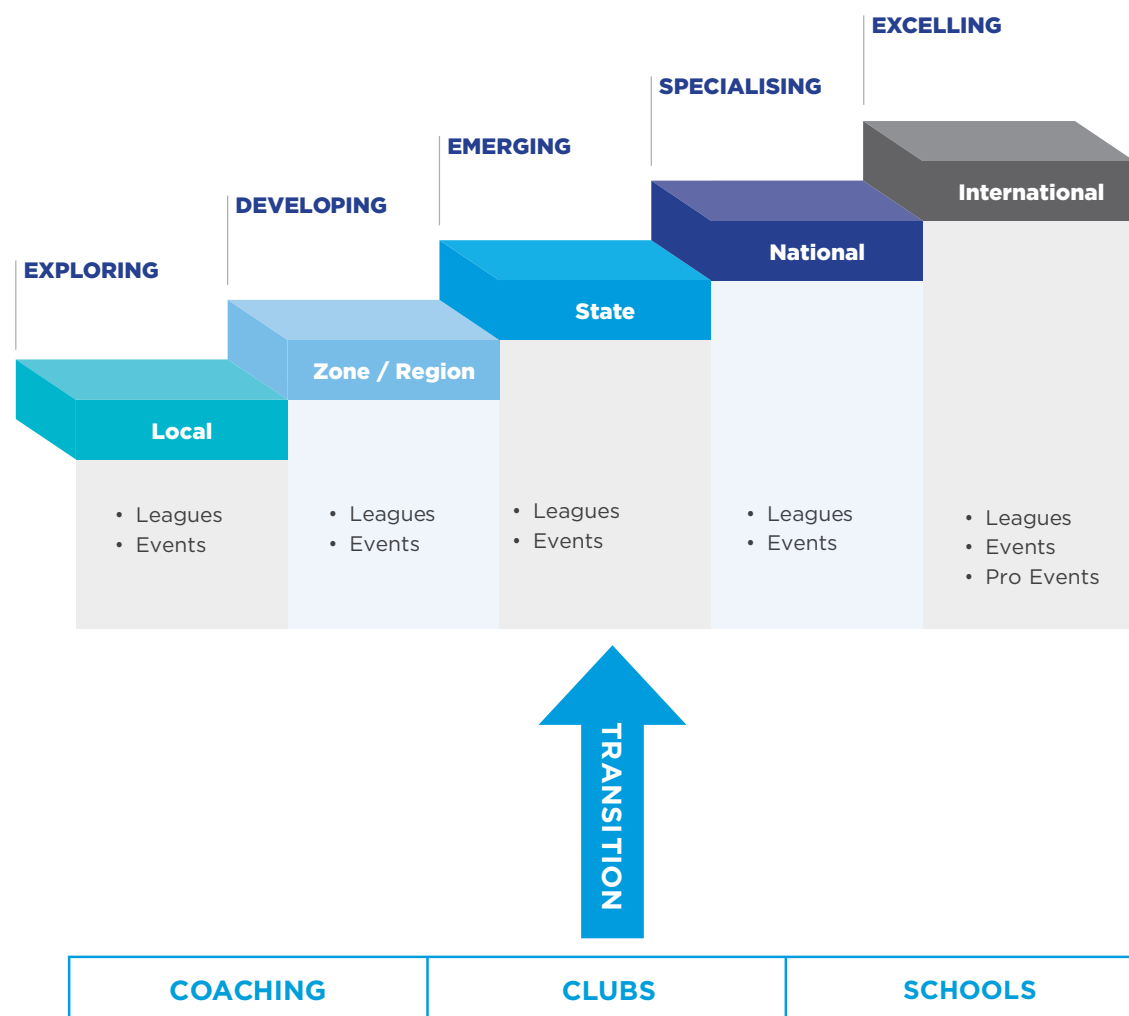 EXCELLING
SPECIALISING
EMERGING
DEVELOPING
EXPLORING
International
National
State
Zone / Region
Local
• Leagues
• Events
• Leagues
• Events
• Leagues
• Events
• Leagues
• Events
• Leagues
• Events
• Pro Events
TRANSITION
COACHING
CLUBS
SCHOOLS